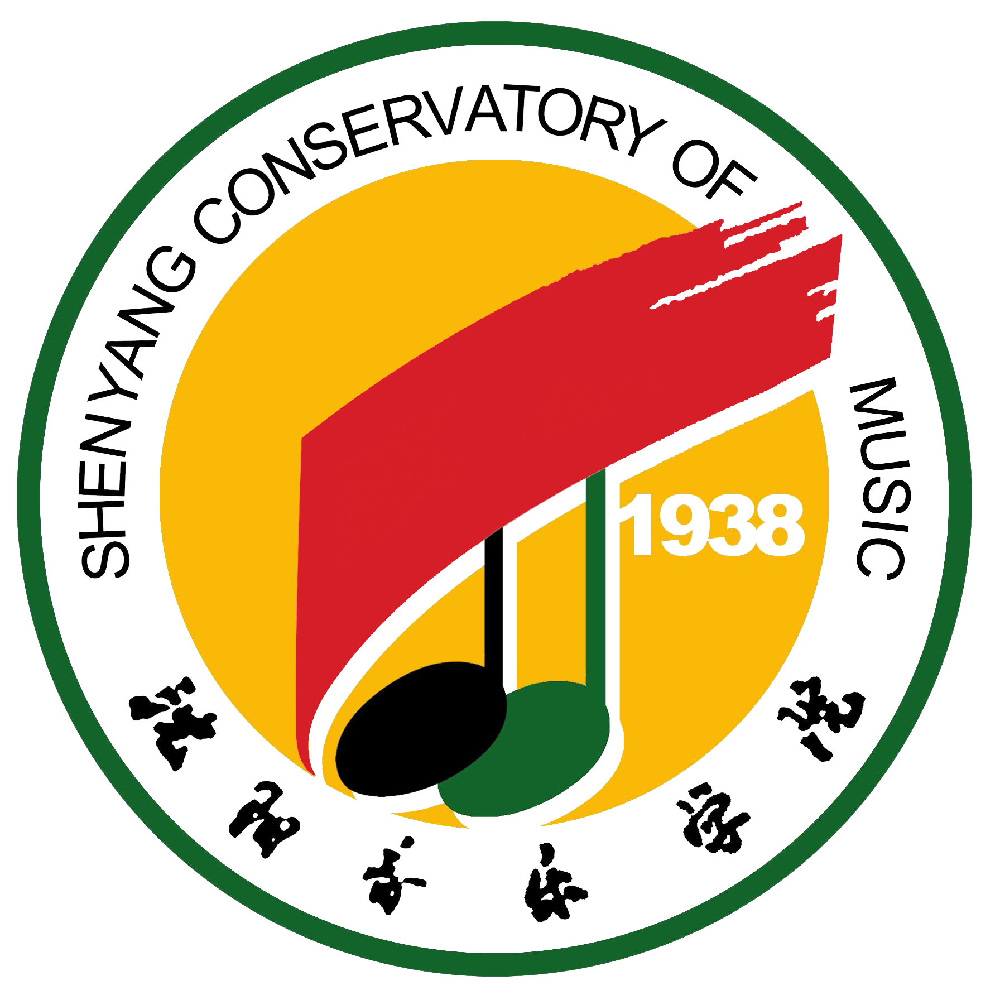 SHENYANG CONSERVATORY OF MUSIC
1938
沈阳音乐学院